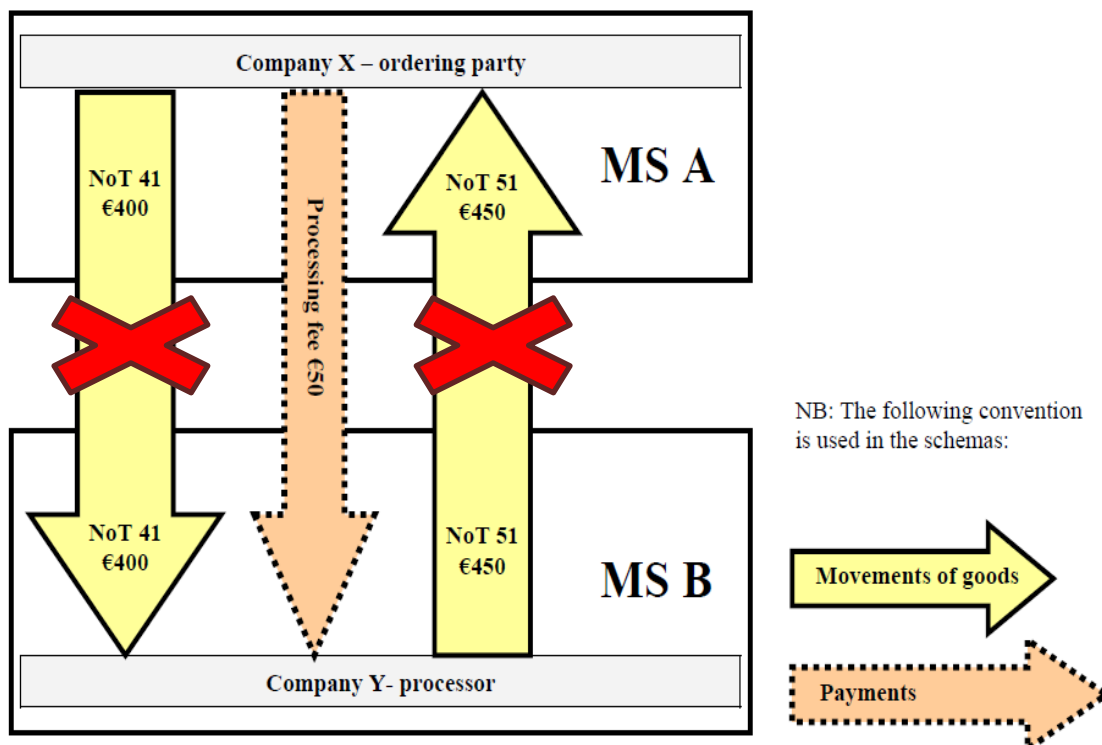 Company X – ordering party
NoT 41
€400
Processing fee €50
NoT 51
€450
MS A
NoT 41
€400
NoT 51
€450
MS B
Company Y- processor
NB: The following convention
is used in the schemas:
Movements of goods
Payments